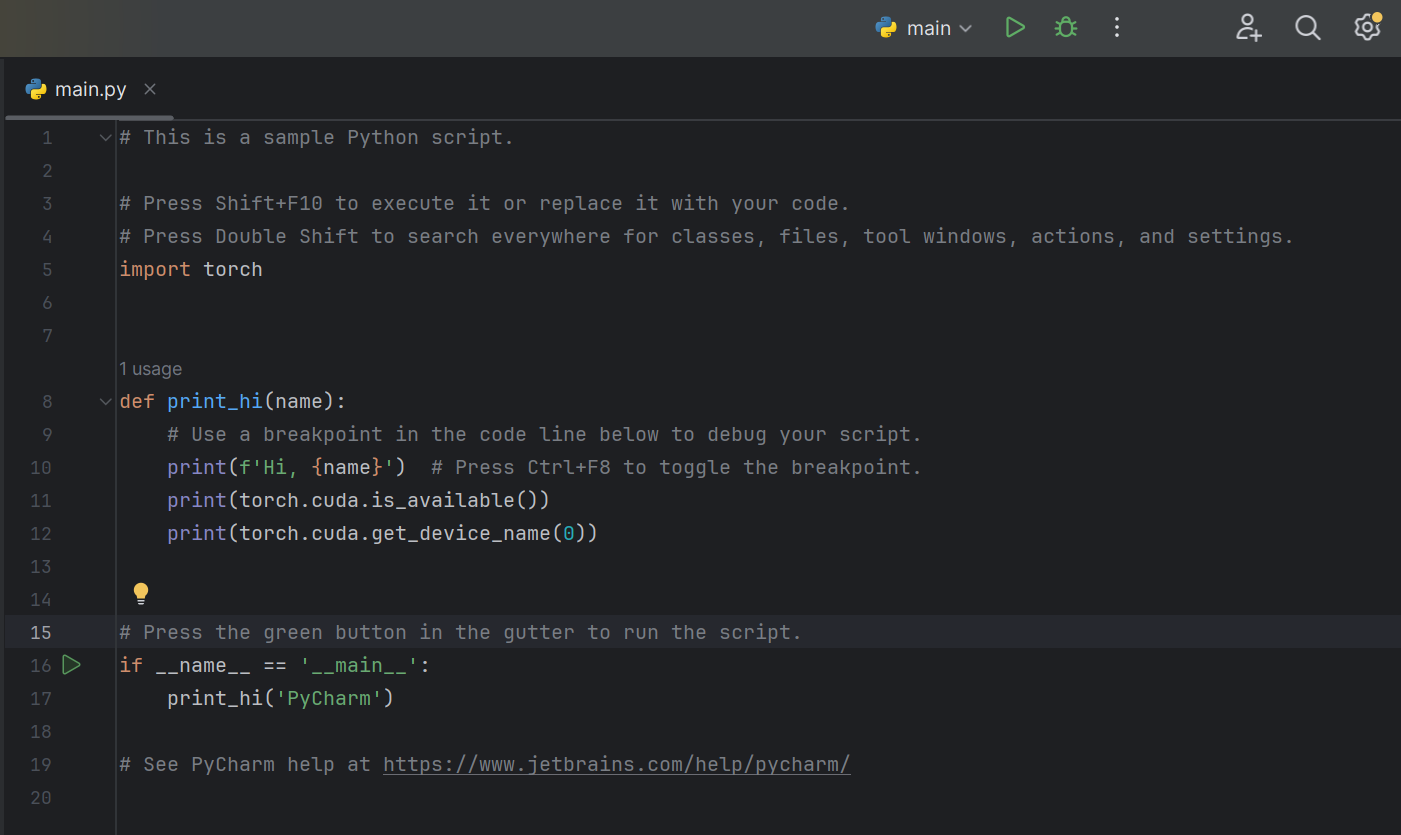 main
main.py
1 # This is a sample Python script.
2
3 # Press Shift+F10 to execute it or replace it with your code.
4 # Press Double Shift to search everywhere for classes, files, tool windows, actions, and settings.
5 import torch
6
7
1 usage
8 def print_hi(name):
9     # Use a breakpoint in the code line below to debug your script.
10     print(f'Hi, {name}')  # Press Ctrl+F8 to toggle the breakpoint.
11     print(torch.cuda.is_available())
12     print(torch.cuda.get_device_name(0))
13
14
15 # Press the green button in the gutter to run the script.
16 if __name__ == '__main__':
17     print_hi('PyCharm')
18
19 # See PyCharm help at https://www.jetbrains.com/help/pycharm/
20